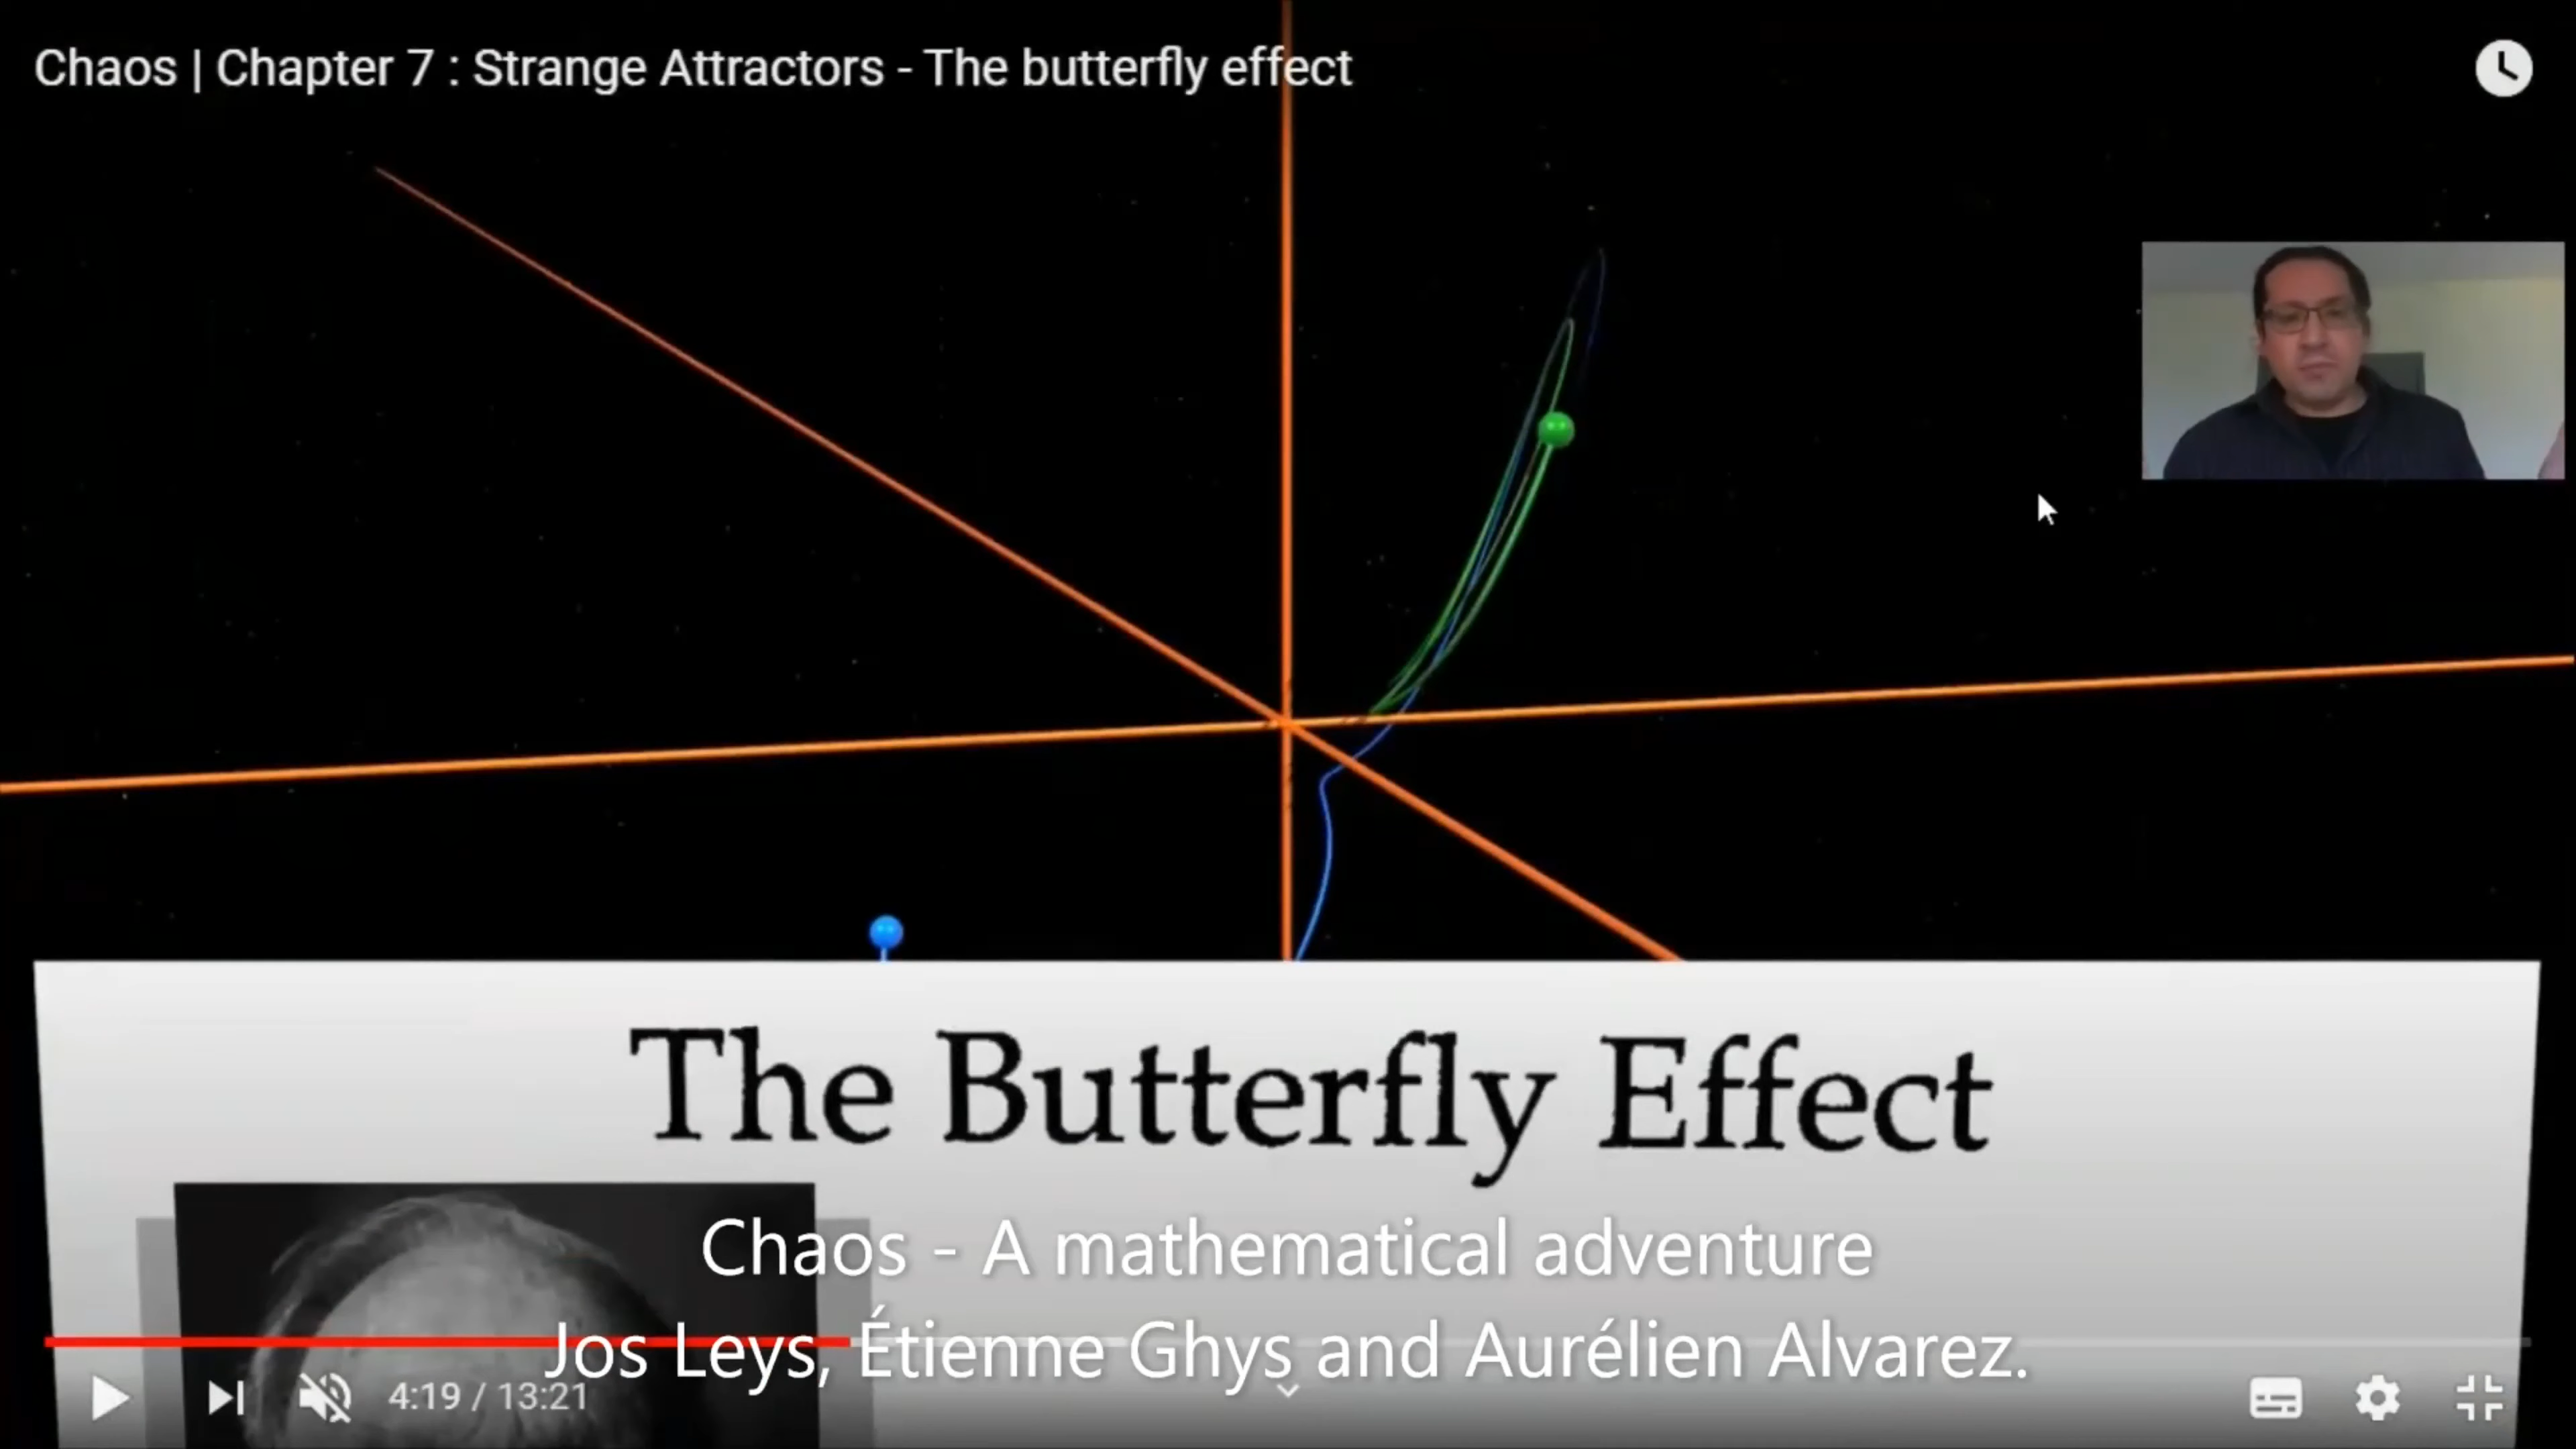 Chaos | Chapter 7 : Strange Attractors - The butterfly effect
The Butterfly Effect
Chaos - A mathematical adventure
Jos Leys, Étienne Ghys and Aurélien Alvarez.
4:19 / 13:21